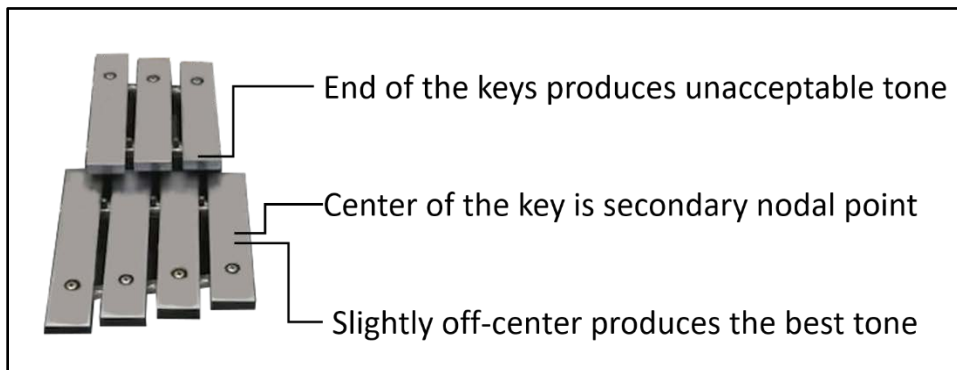 End of the keys produces unacceptable tone
Center of the key is secondary nodal point
Slightly off-center produces the best tone